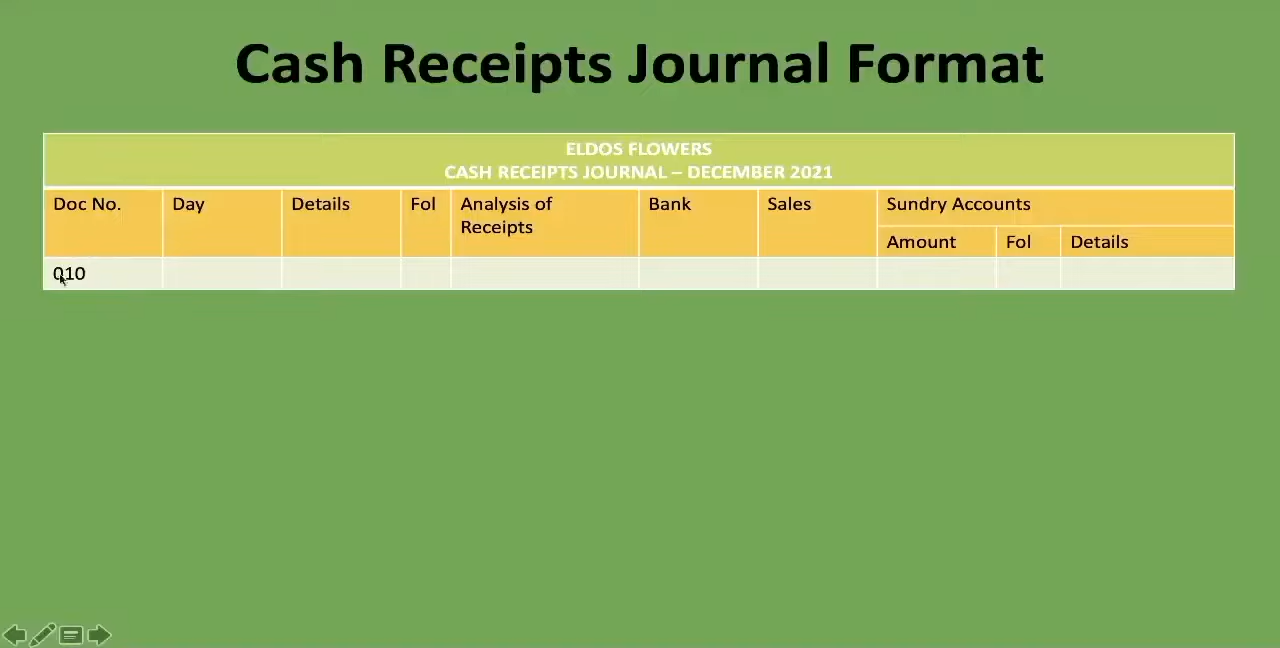 Cash Receipts Journal Format
ELDOS FLOWERS
CASH RECEIPTS JOURNAL – DECEMBER 2021
Doc No.
Day
Details
Fol
Analysis of
Receipts
Bank
Sales
Sundry Accounts
Amount
Fol
Details
010